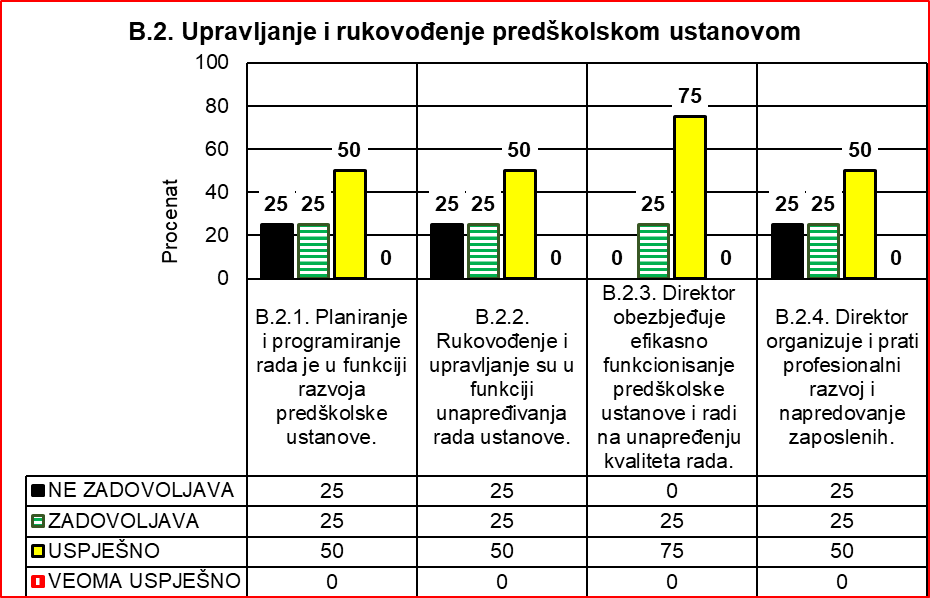 B.2. Upravljanje i rukovođenje predškolskom ustanovom
Procenat
100
80
60
40
20
0
25 25 50 0
25 25 50 0
0 25 75 0
25 25 50 0
B.2.1. Planiranje
i programiranje
rada je u funkciji
razvoja
predškolske
ustanove.
B.2.2.
Rukovođenje i
upravljanje su u
funkciji
unapređivanja
rada ustanove.
B.2.3. Direktor
obezbjeđuje
efikasno
funkcionisanje
predškolske
ustanove i radi
na unapređenju
kvaliteta rada.
B.2.4. Direktor
organizuje i prati
profesionalni
razvoj i
napredovanje
zaposlenih.
NE ZADOVOLJAVA 25 25 0 25
ZADOVOLJAVA 25 25 25 25
USPJEŠNO 50 50 75 50
VEOMA USPJEŠNO 0 0 0 0